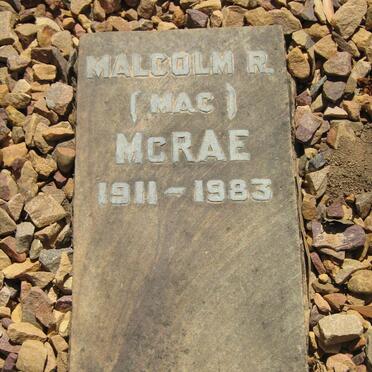 MALCOLM R.
(MAC)
McRAE
1911 - 1983